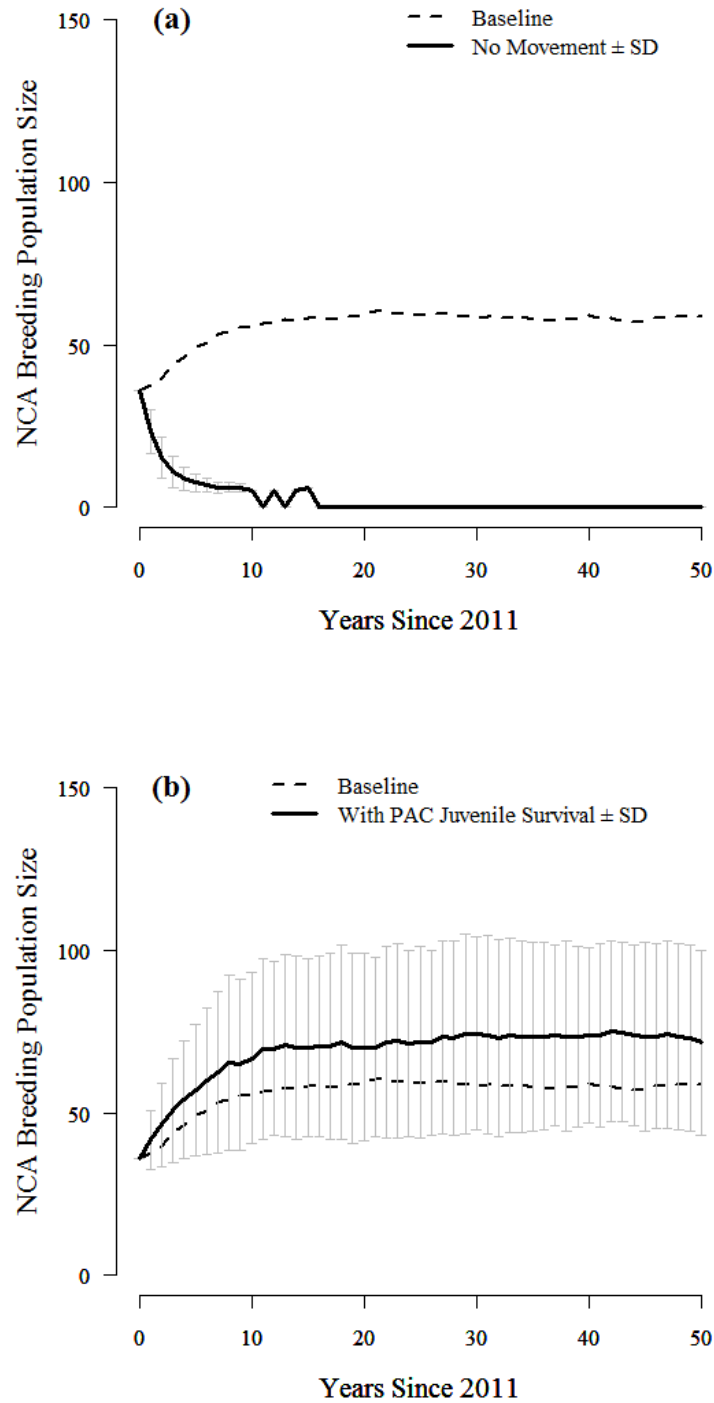 (a)
Baseline
No Movement ± SD
NCA Breeding Population Size
150
100
50
0
0 10 20 30 40 50
Years Since 2011
(b)
Baseline
With PAC Juvenile Survival ± SD
NCA Breeding Population Size
150
100
50
0
0 10 20 30 40 50
Years Since 2011